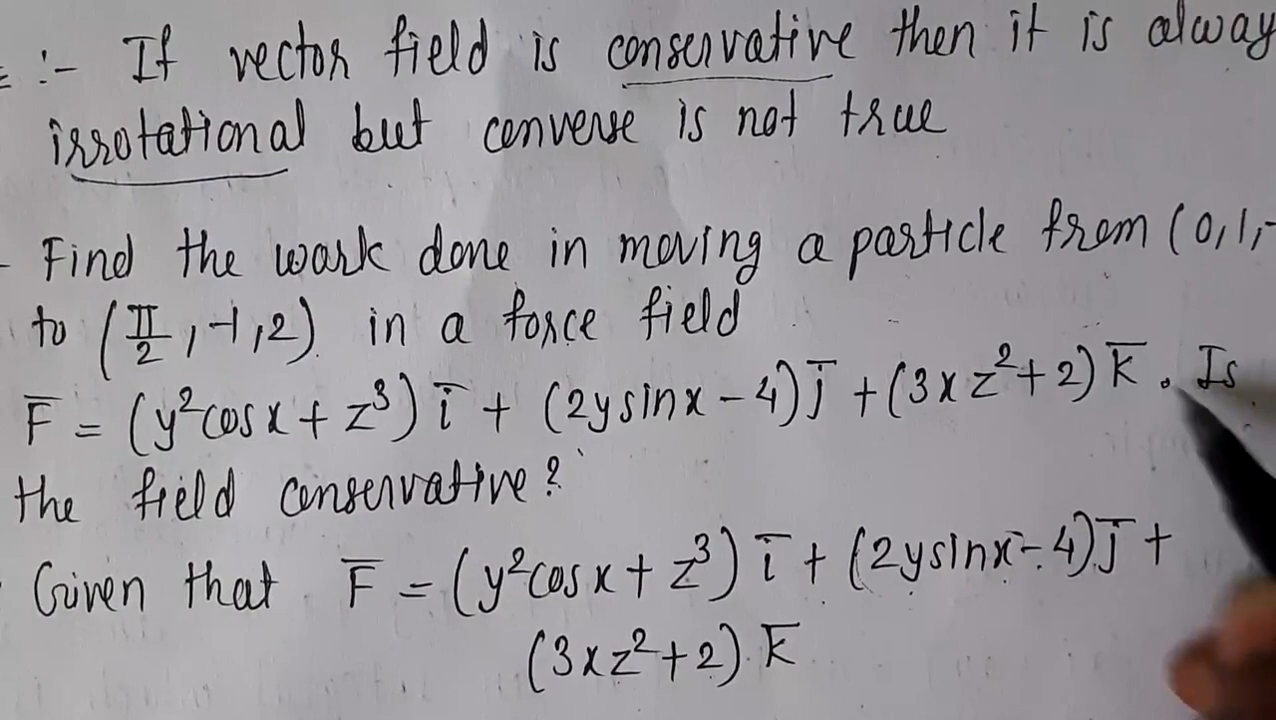 :- If vector field is conservative then it is alway
irrotational but converse is not true
- Find the work done in moving a particle from (0,1,-
to (π/2, -1, 2) in a force field
F̄ = (y²cos x + z³) ī + (2y sin x - 4) j̄ + (3xz² + 2) k̄. Is
the field conservative?
Given that F̄ = (y²cos x + z³) ī + (2y sin x - 4) j̄ +
(3xz² + 2) k̄